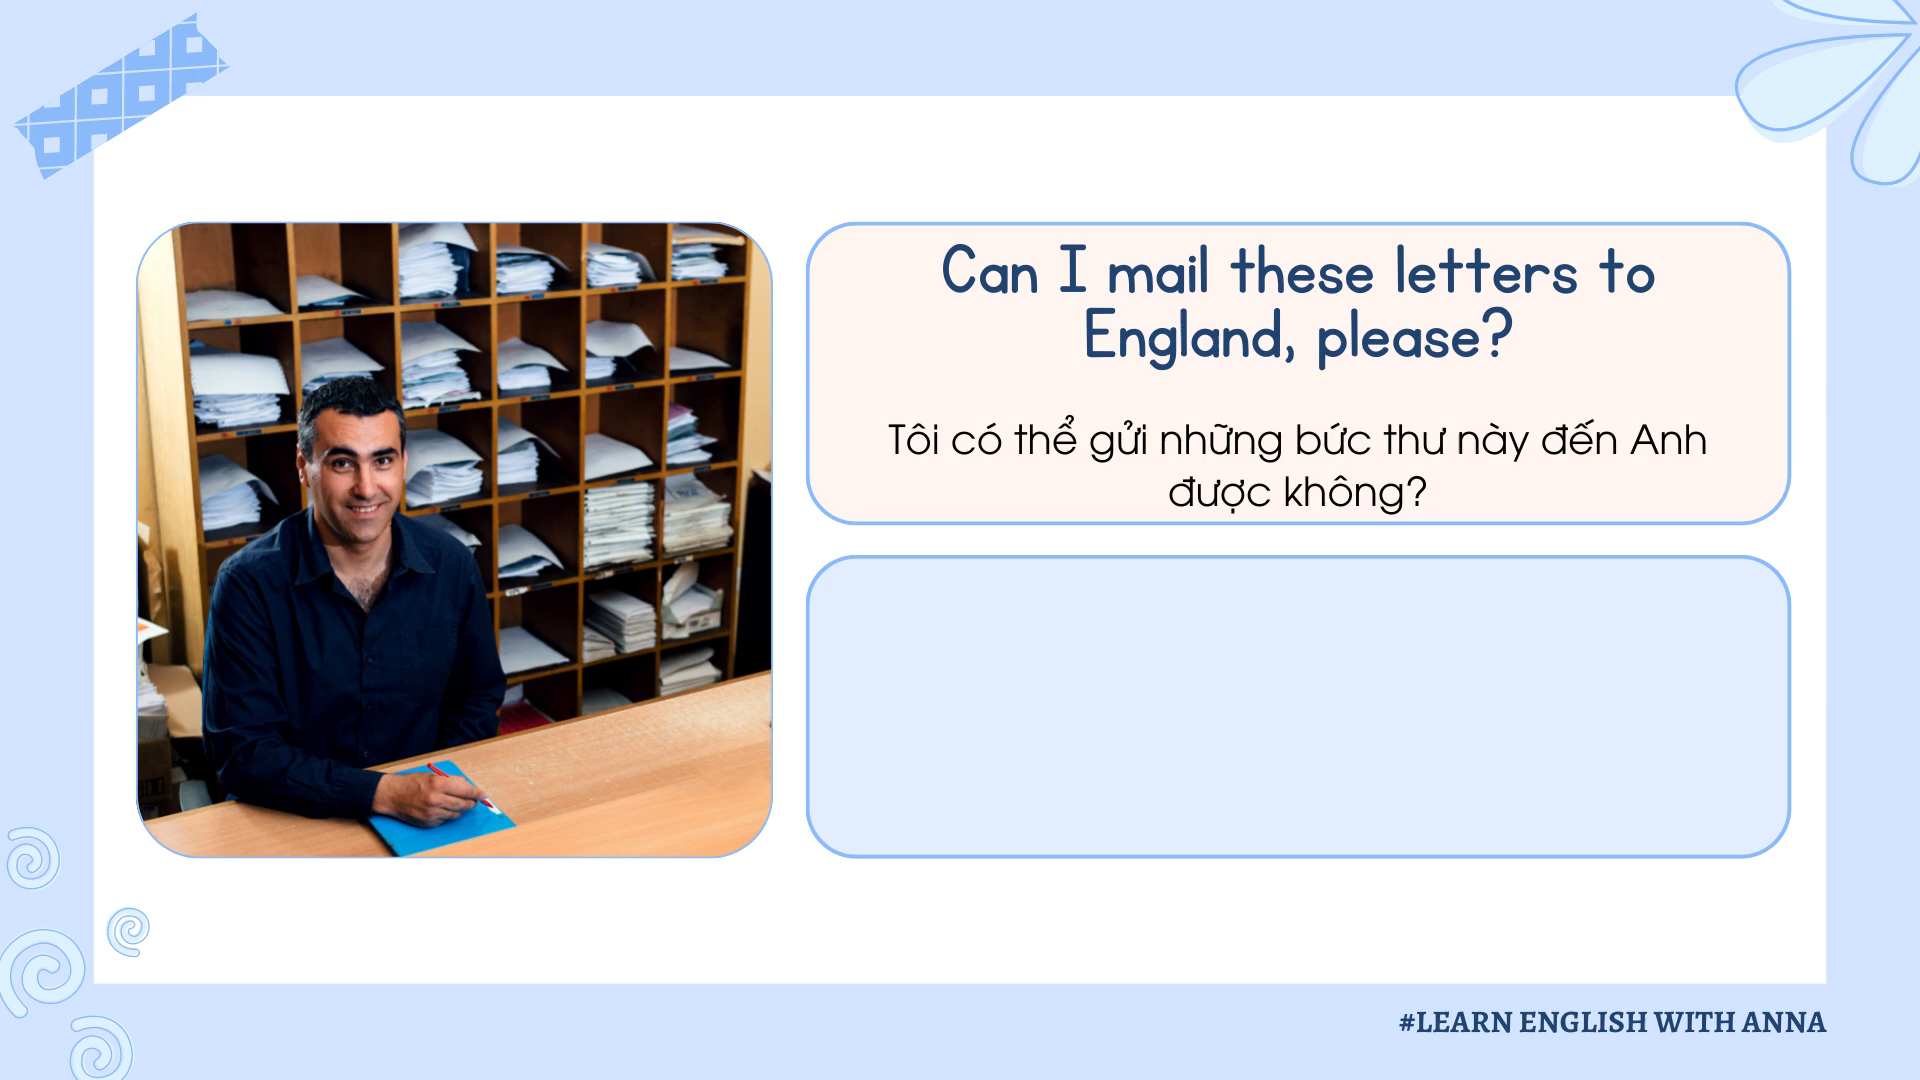 Can I mail these letters to
England, please?
Tôi có thể gửi những bức thư này đến Anh
được không?
#LEARN ENGLISH WITH ANNA